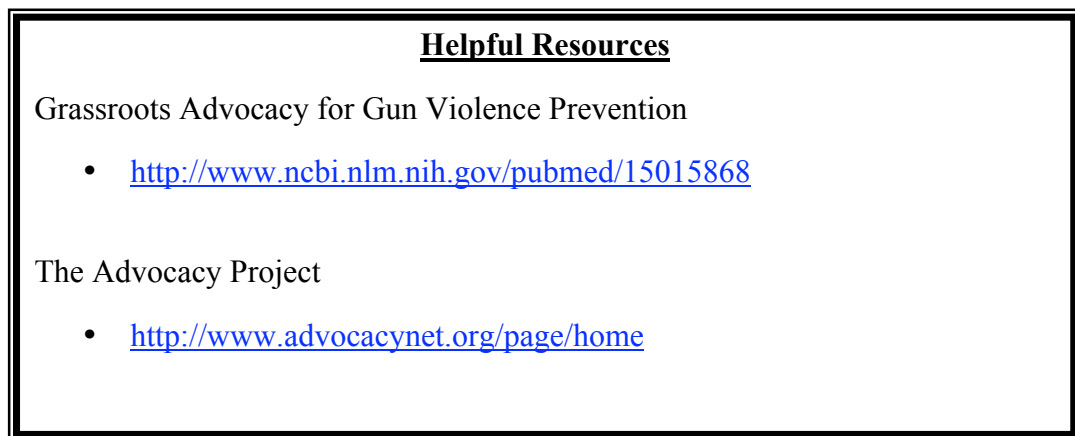 Helpful Resources
Grassroots Advocacy for Gun Violence Prevention
• http://www.ncbi.nlm.nih.gov/pubmed/15015868
The Advocacy Project
• http://www.advocacynet.org/page/home